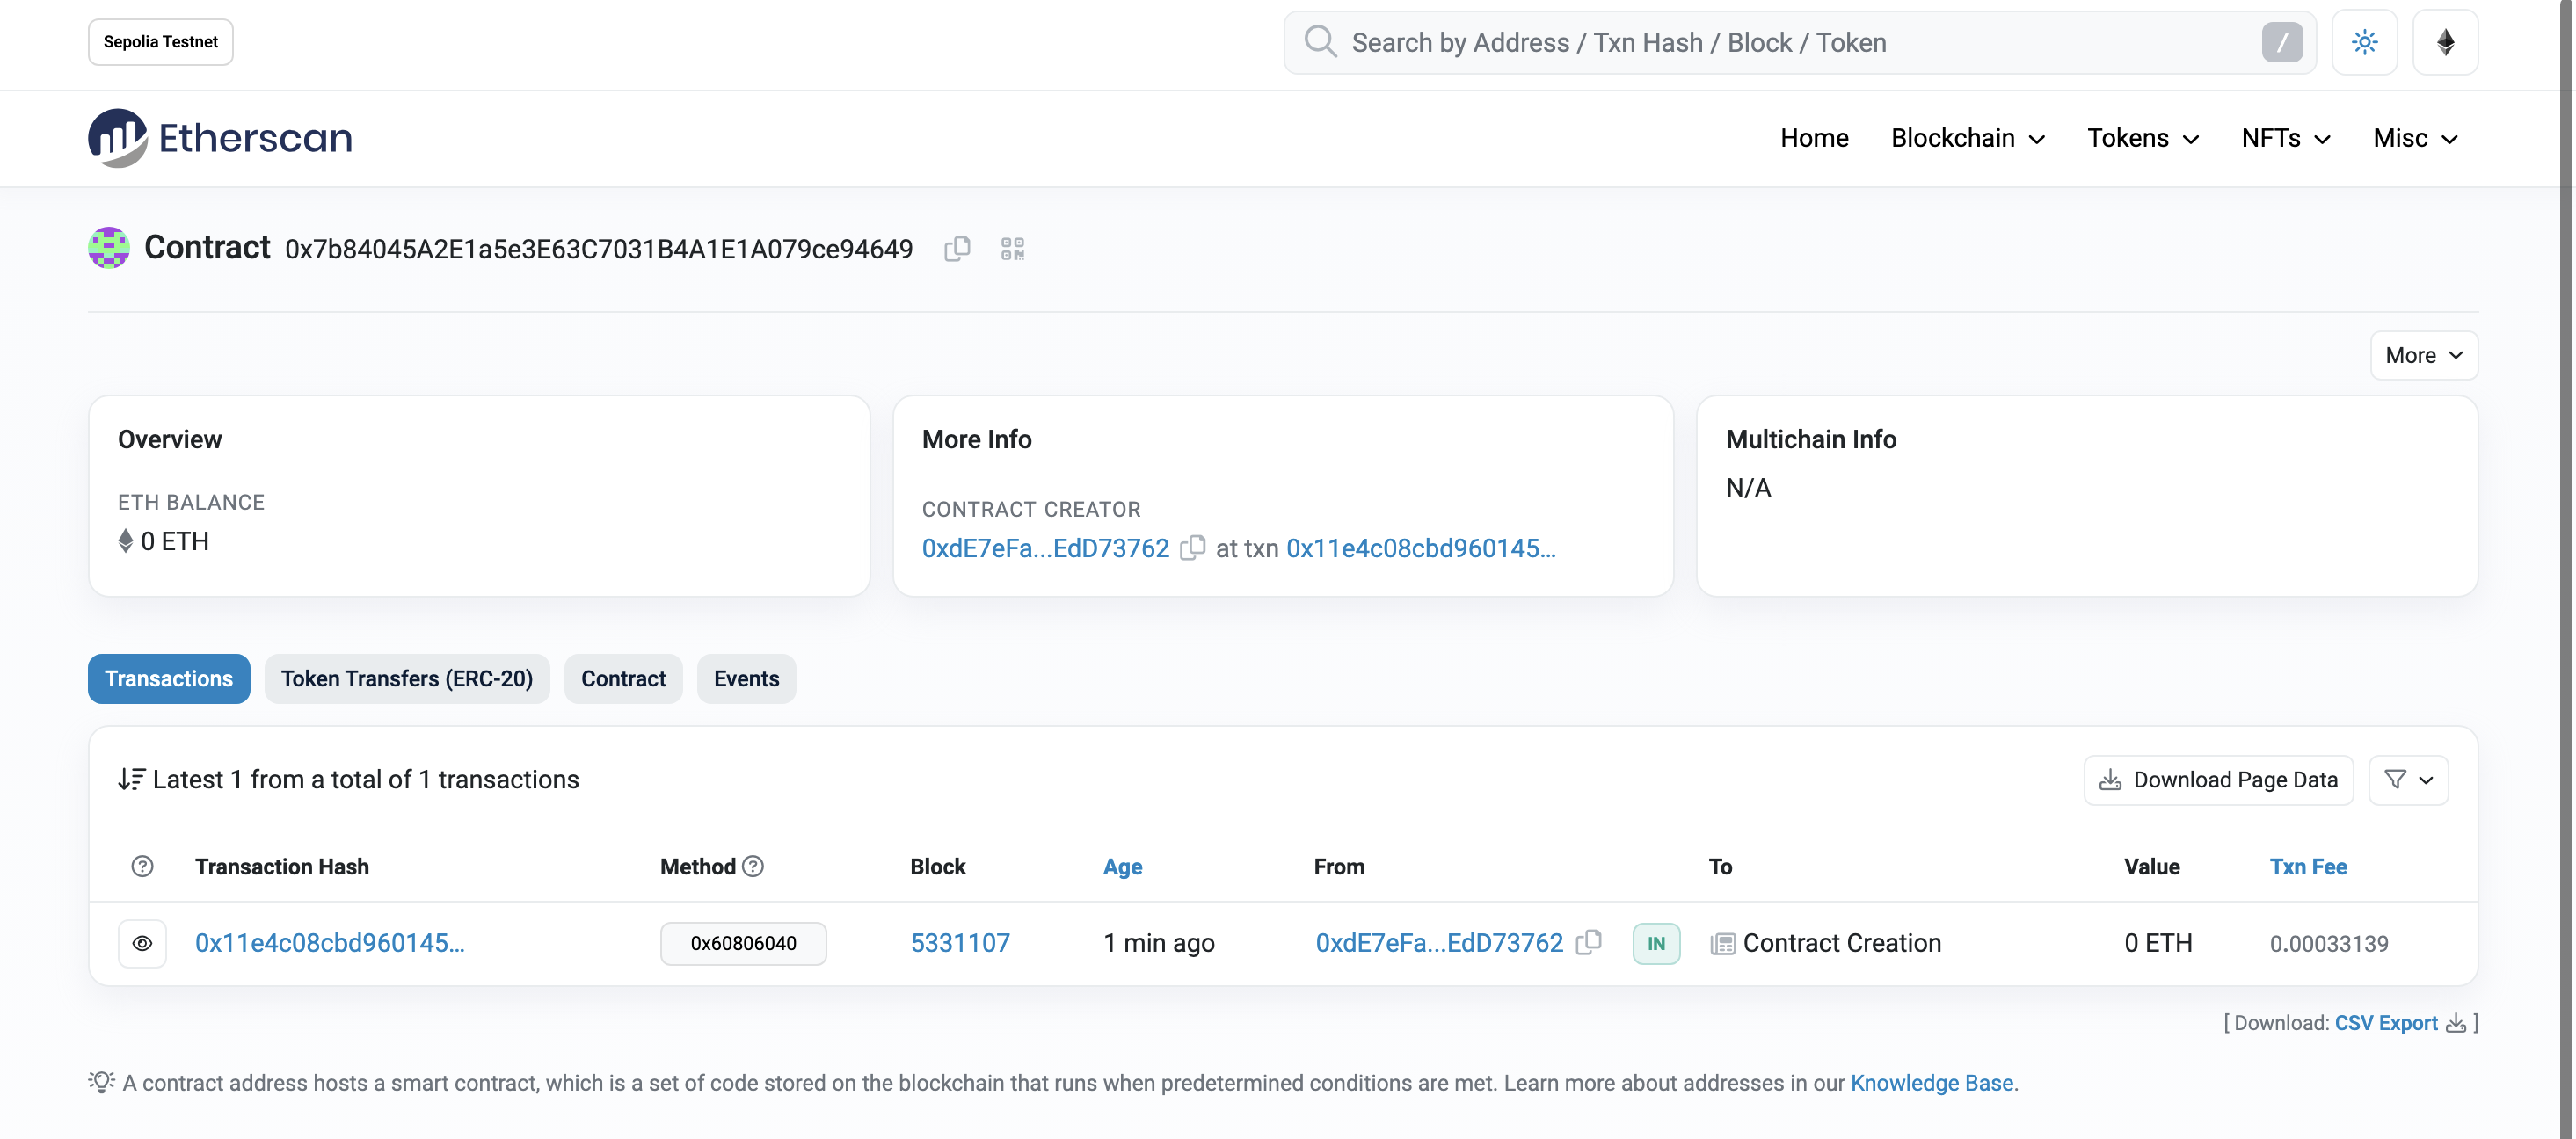 Sepolia Testnet
Search by Address / Txn Hash / Block / Token
/
Etherscan
Home Blockchain Tokens NFTs Misc
Contract 0x7b84045A2E1a5e3E63C7031B4A1E1A079ce94649
More
Overview
ETH BALANCE
0 ETH
More Info
CONTRACT CREATOR
0xdE7eFa...EdD73762 at txn 0x11e4c08cbd960145...
Multichain Info
N/A
Transactions Token Transfers (ERC-20) Contract Events
Latest 1 from a total of 1 transactions
Download Page Data
Transaction Hash Method Block Age From To Value Txn Fee
0x11e4c08cbd960145... 0x60806040 5331107 1 min ago 0xdE7eFa...EdD73762 IN Contract Creation 0 ETH 0.00033139
[ Download: CSV Export ]
A contract address hosts a smart contract, which is a set of code stored on the blockchain that runs when predetermined conditions are met. Learn more about addresses in our Knowledge Base.